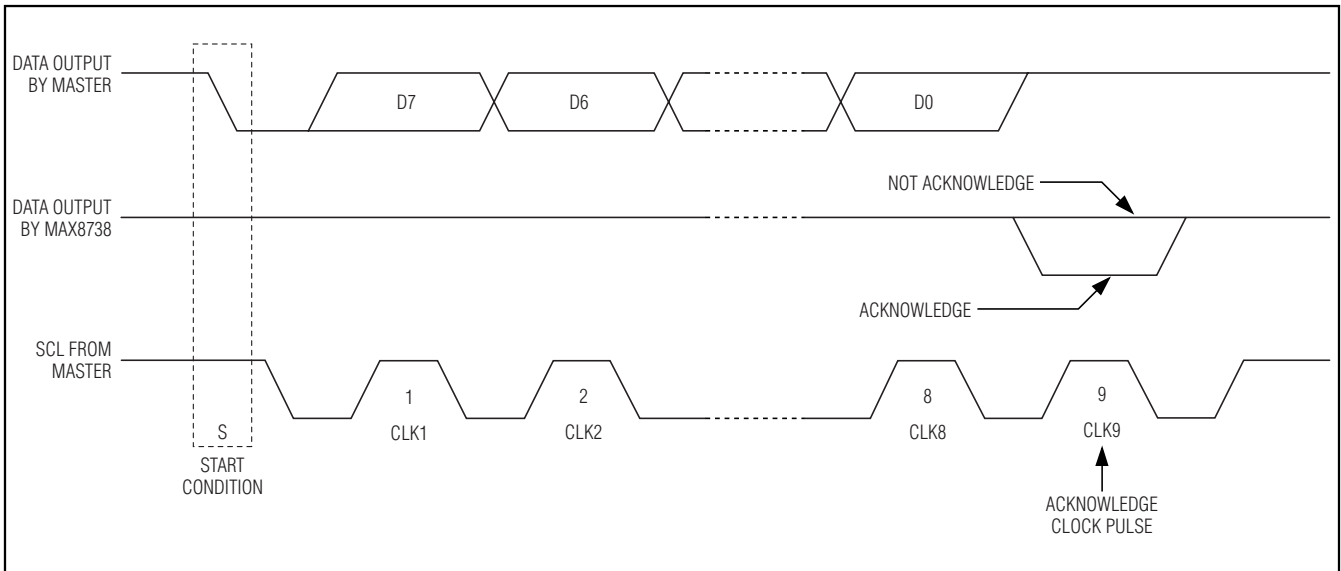 DATA OUTPUT
BY MASTER
D7
D6
D0
NOT ACKNOWLEDGE
DATA OUTPUT
BY MAX8738
ACKNOWLEDGE
SCL FROM
MASTER
1
2
8
9
S
CLK1
CLK2
CLK8
CLK9
START
CONDITION
ACKNOWLEDGE
CLOCK PULSE